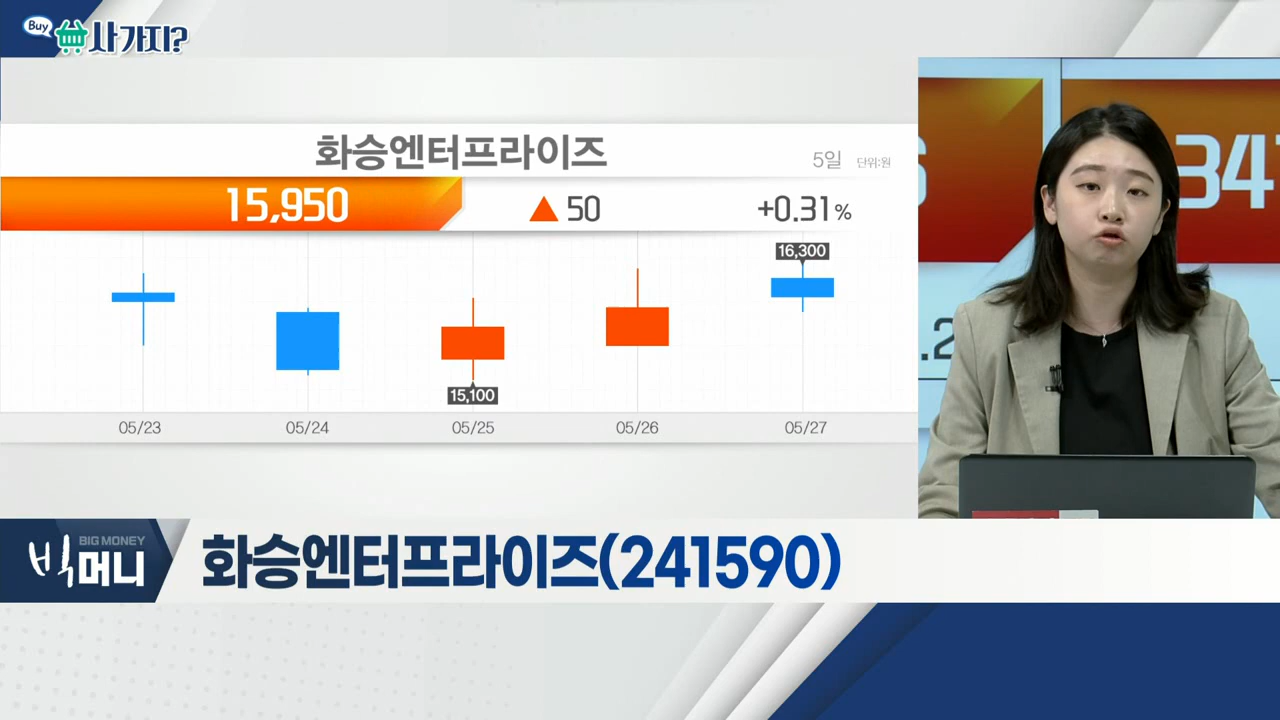 Buy
사가지?
화승엔터프라이즈
5일 단위:원
15,950 ▲ 50 +0.31%
16,300
15,100
05/23 05/24 05/25 05/26 05/27
34
.2
BIG MONEY
빅머니
화승엔터프라이즈(241590)